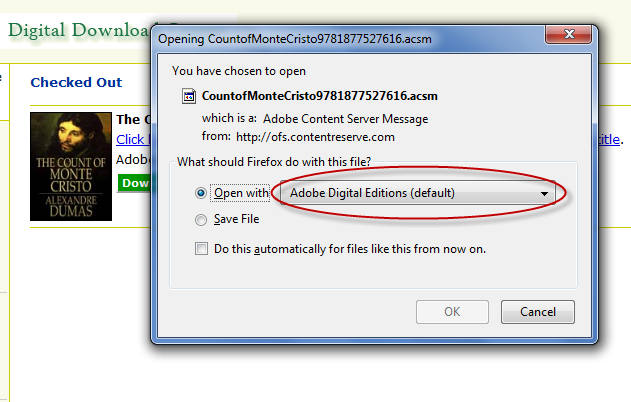 Digital Download
Opening CountofMonteCristo9781877527616.acsm
You have chosen to open
CountofMonteCristo9781877527616.acsm
which is a: Adobe Content Server Message
from: http://ofs.contentreserve.com
What should Firefox do with this file?
Open with Adobe Digital Editions (default)
Save File
Do this automatically for files like this from now on.
OK Cancel
Checked Out
The
Click
title.
THE COUNT OF
MONTE
CRISTO
ALEXANDRE
DUMAS